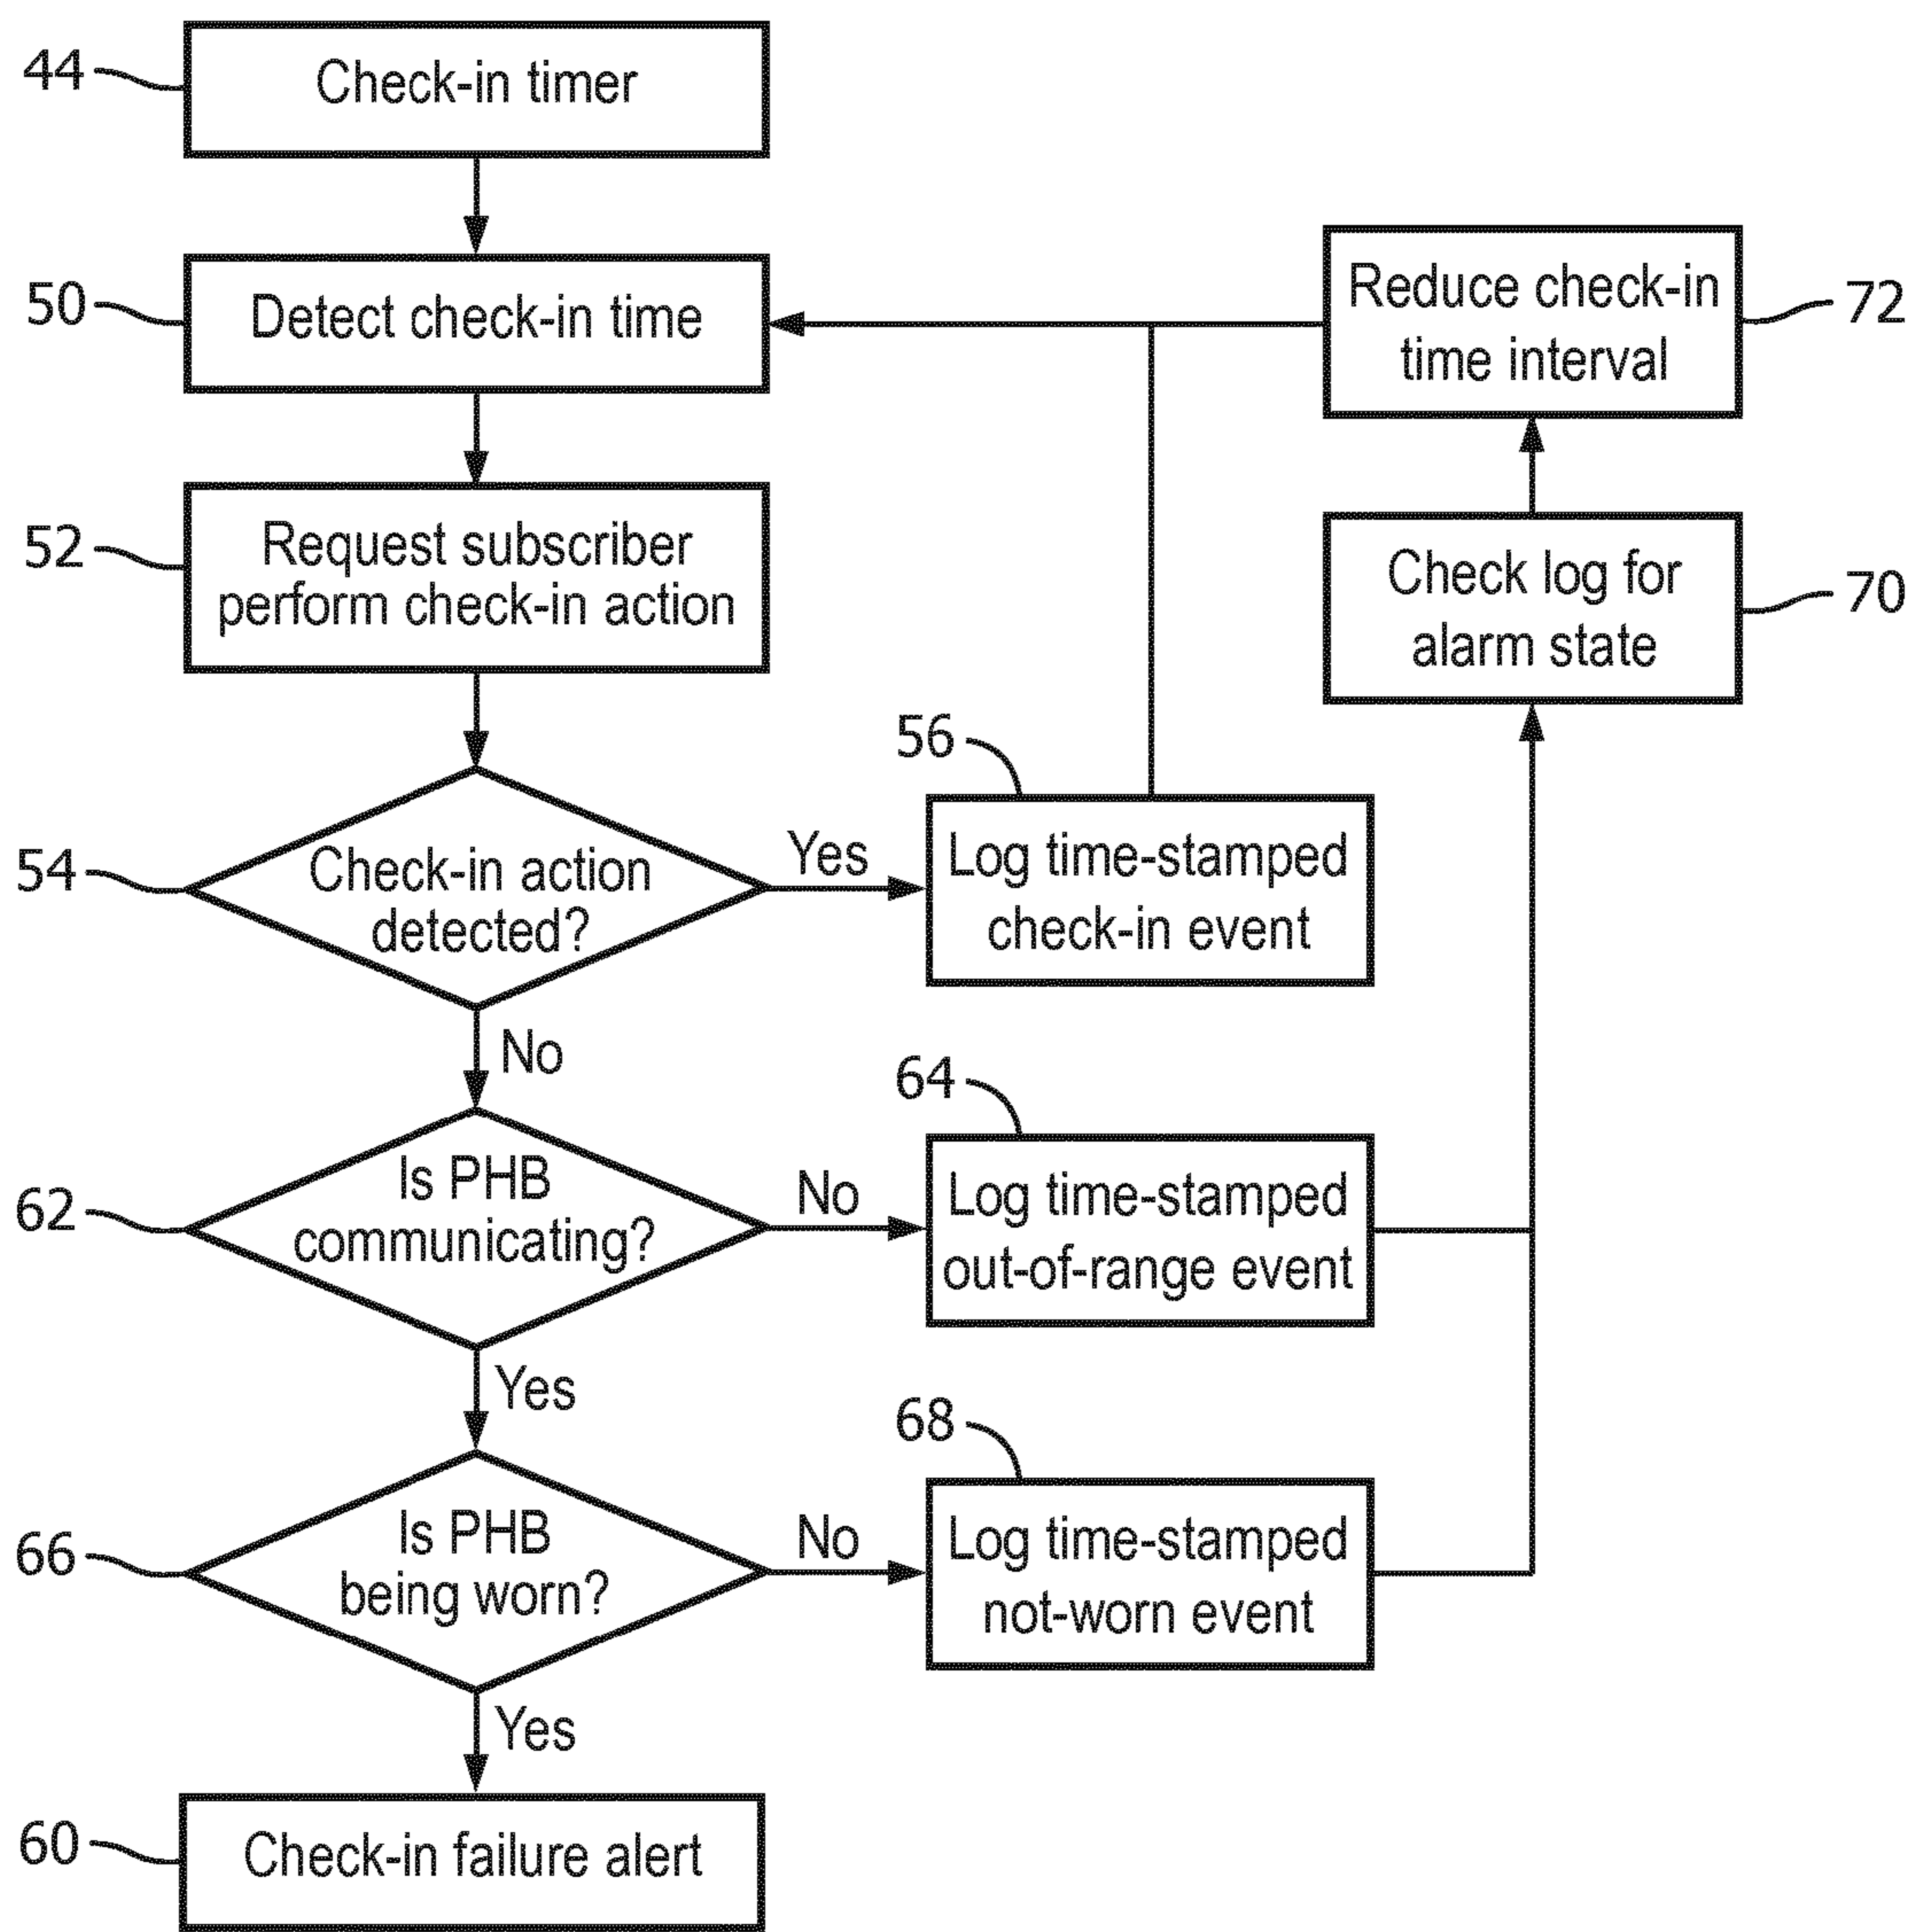 44
Check-in timer
50
Detect check-in time
Reduce check-in
time interval
72
52
Request subscriber
perform check-in action
Check log for
alarm state
70
54
Check-in action
detected?
Yes
56
Log time-stamped
check-in event
No
62
Is PHB
communicating?
No
64
Log time-stamped
out-of-range event
Yes
66
Is PHB
being worn?
No
68
Log time-stamped
not-worn event
Yes
60
Check-in failure alert